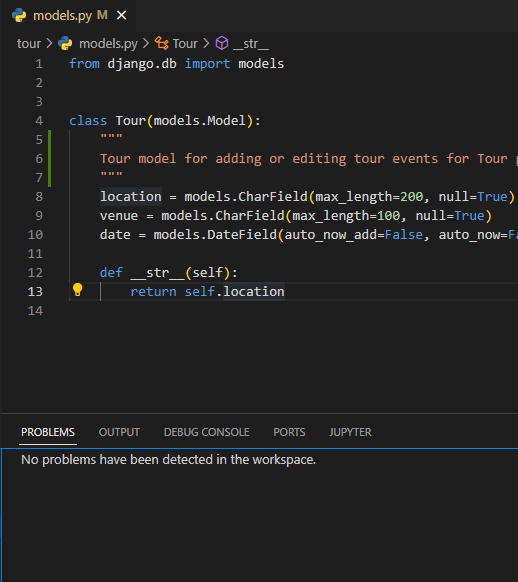 models.py M
tour > models.py > Tour > __str__
1 from django.db import models
2
3
4 class Tour(models.Model):
5 """
6 Tour model for adding or editing tour events for Tour
7 """
8 location = models.CharField(max_length=200, null=True)
9 venue = models.CharField(max_length=100, null=True)
10 date = models.DateField(auto_now_add=False, auto_now=
11
12 def __str__(self):
13 return self.location
14
PROBLEMS OUTPUT DEBUG CONSOLE PORTS JUPYTER
No problems have been detected in the workspace.